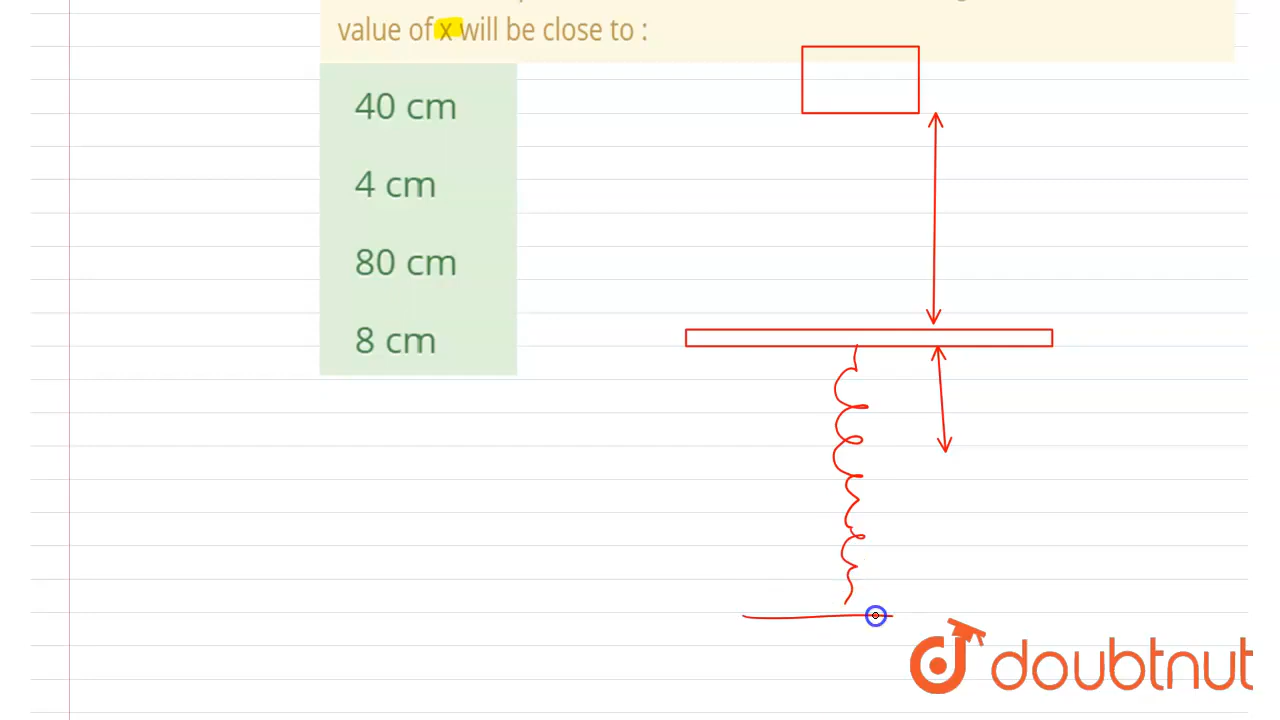 value of x will be close to :
40 cm
4 cm
80 cm
8 cm
doubtnut